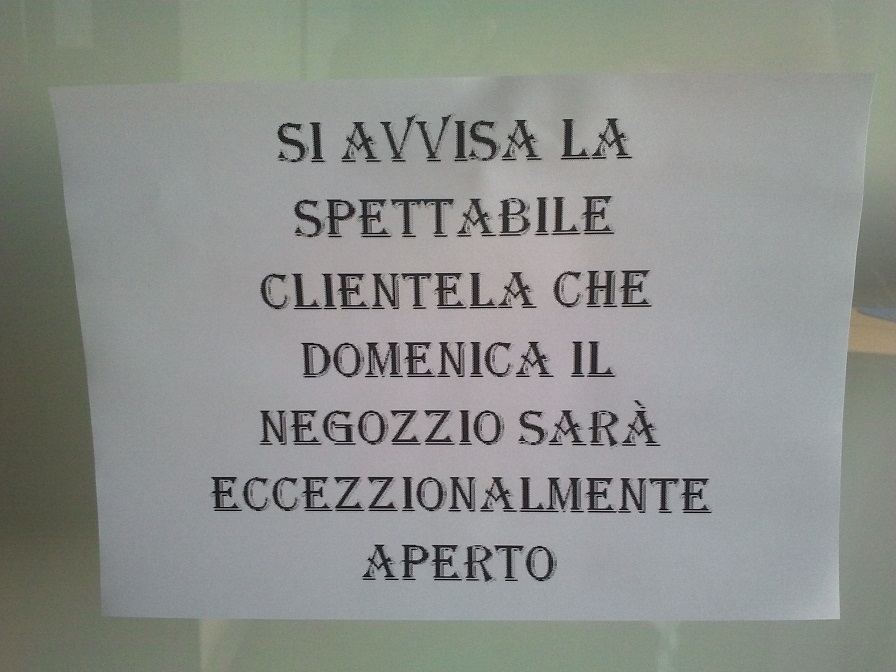 SI AVVISA LA
SPETTABILE
CLIENTELA CHE
DOMENICA IL
NEGOZZIO SARÀ
ECCEZZIONALMENTE
APERTO